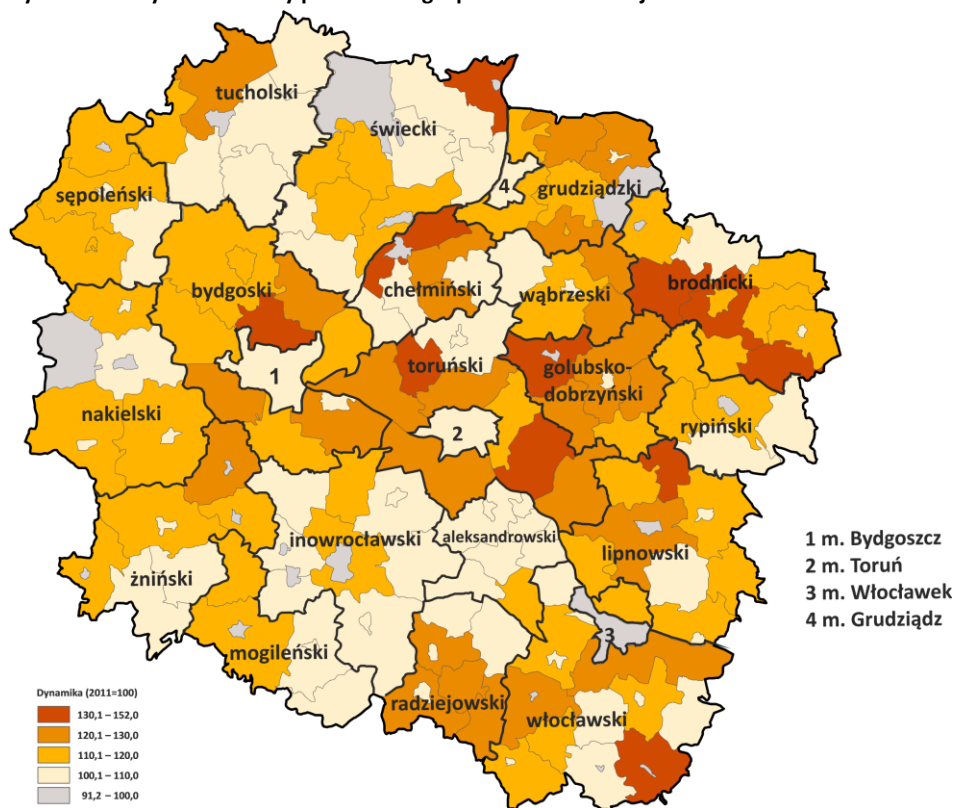 tucholski
świecki
4
grudziądzki
sępoleński
bydgoski
chełmiński
wąbrzeski
brodnicki
1
toruński
golubsko-
dobrzyński
nakielski
2
rypiński
inowrocławski
aleksandrowski
lipnowski
żniński
3
mogileński
radziejowski
włocławski
1 m. Bydgoszcz
2 m. Toruń
3 m. Włocławek
4 m. Grudziądz
Dynamika (2011=100)
130,1 – 152,0
120,1 – 130,0
110,1 – 120,0
100,1 – 110,0
91,2 – 100,0